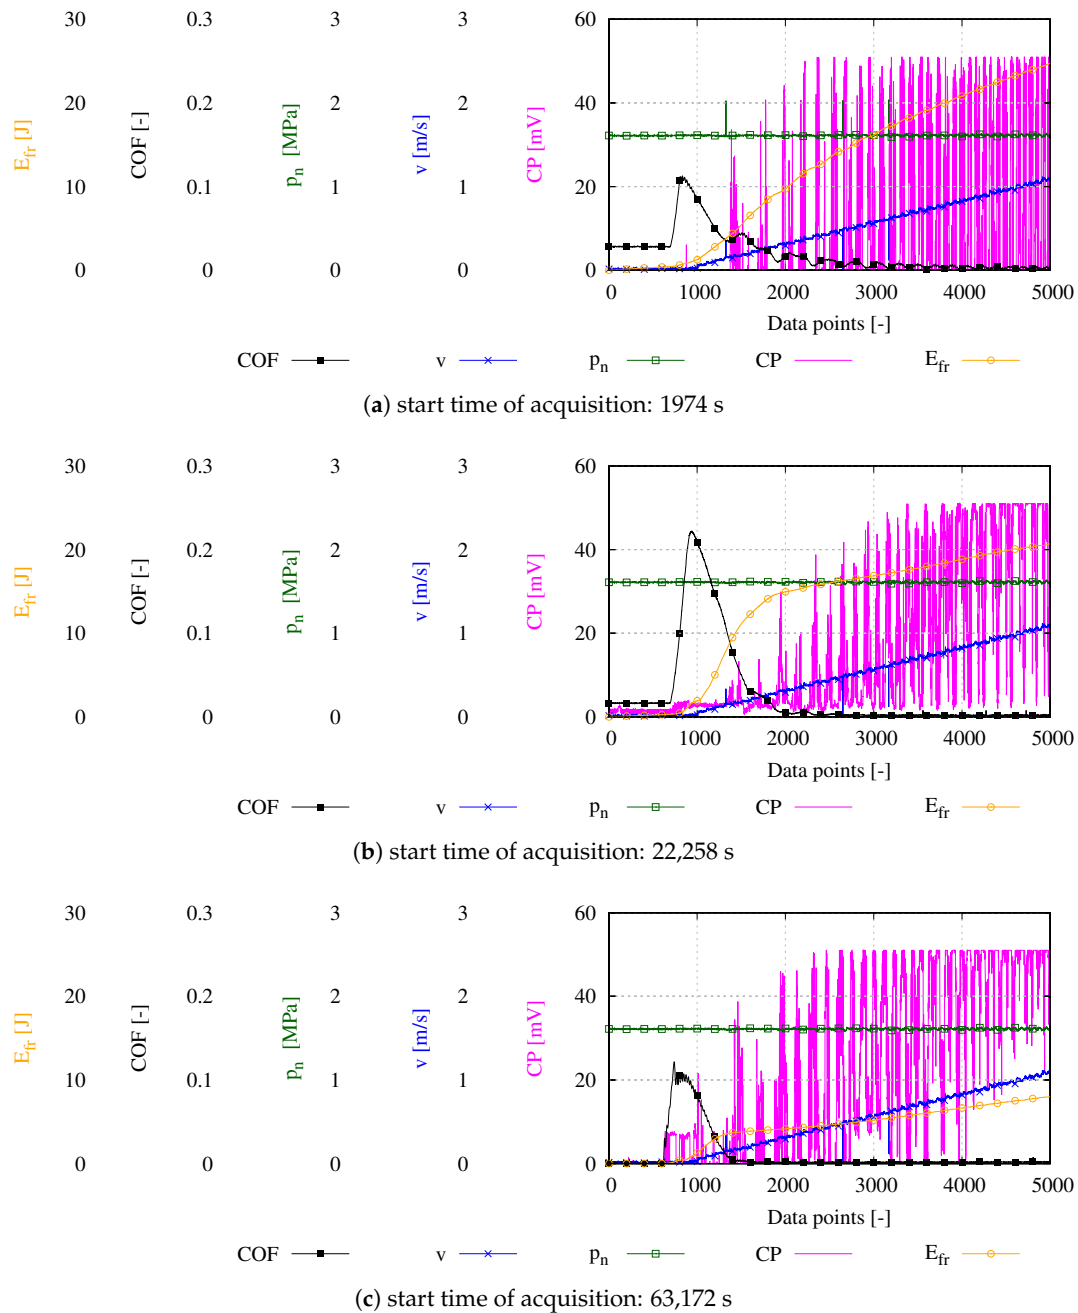 30 0.3 3 3 60
20 0.2 2 2 40
10 0.1 1 1 20
0 0 0 0 0
E_fr [J] COF [-] p_n [MPa] v [m/s] CP [mV]
0 1000 2000 3000 4000 5000
Data points [-]
COF v p_n CP E_fr
(a) start time of acquisition: 1974 s
30 0.3 3 3 60
20 0.2 2 2 40
10 0.1 1 1 20
0 0 0 0 0
E_fr [J] COF [-] p_n [MPa] v [m/s] CP [mV]
0 1000 2000 3000 4000 5000
Data points [-]
COF v p_n CP E_fr
(b) start time of acquisition: 22,258 s
30 0.3 3 3 60
20 0.2 2 2 40
10 0.1 1 1 20
0 0 0 0 0
E_fr [J] COF [-] p_n [MPa] v [m/s] CP [mV]
0 1000 2000 3000 4000 5000
Data points [-]
COF v p_n CP E_fr
(c) start time of acquisition: 63,172 s